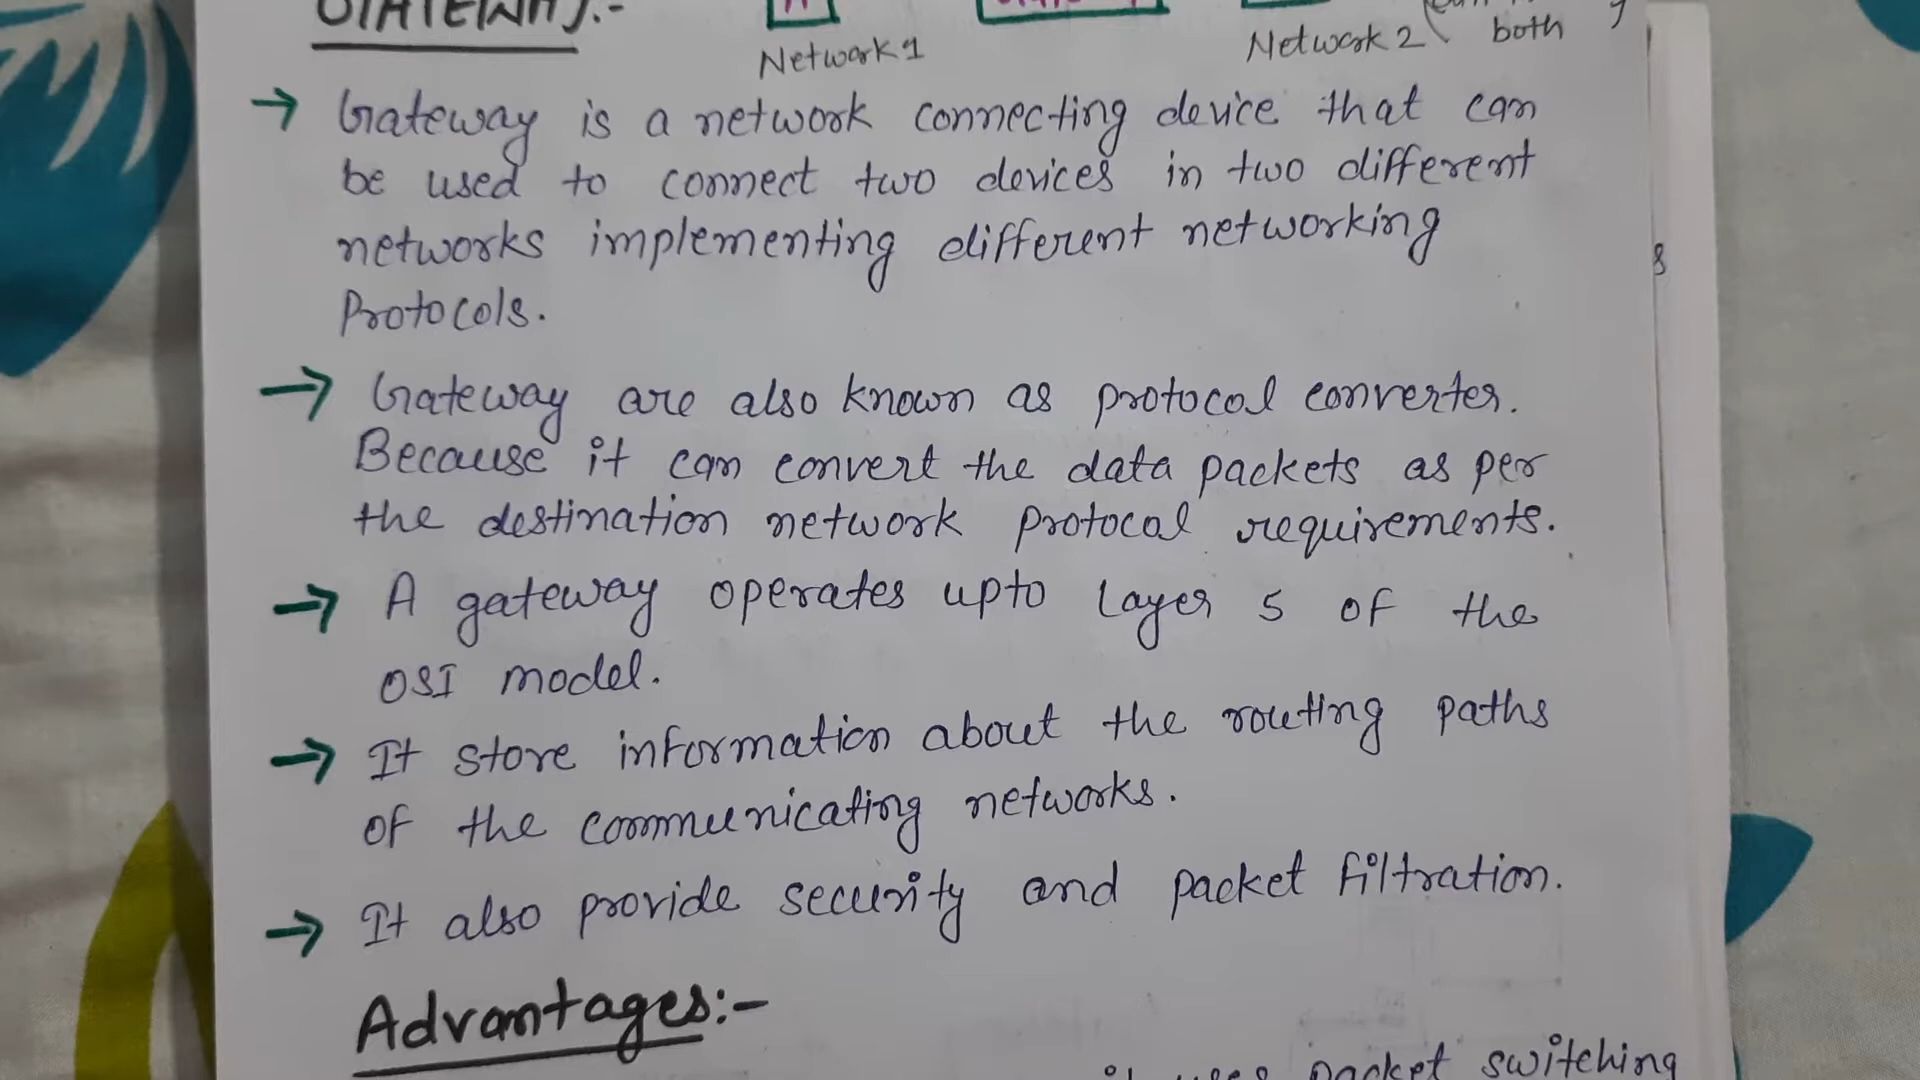 GATEWAY:-
Network 1
Network 2 both
→ Gateway is a network connecting device that can
be used to connect two devices in two different
networks implementing different networking
Protocols.
→ Gateway are also known as protocol converter.
Because it can convert the data packets as per
the destination network protocol requirements.
→ A gateway operates upto Layer 5 of the
OSI model.
→ It store information about the routing paths
of the communicating networks.
→ It also provide security and packet filtration.
Advantages:-
packet switching